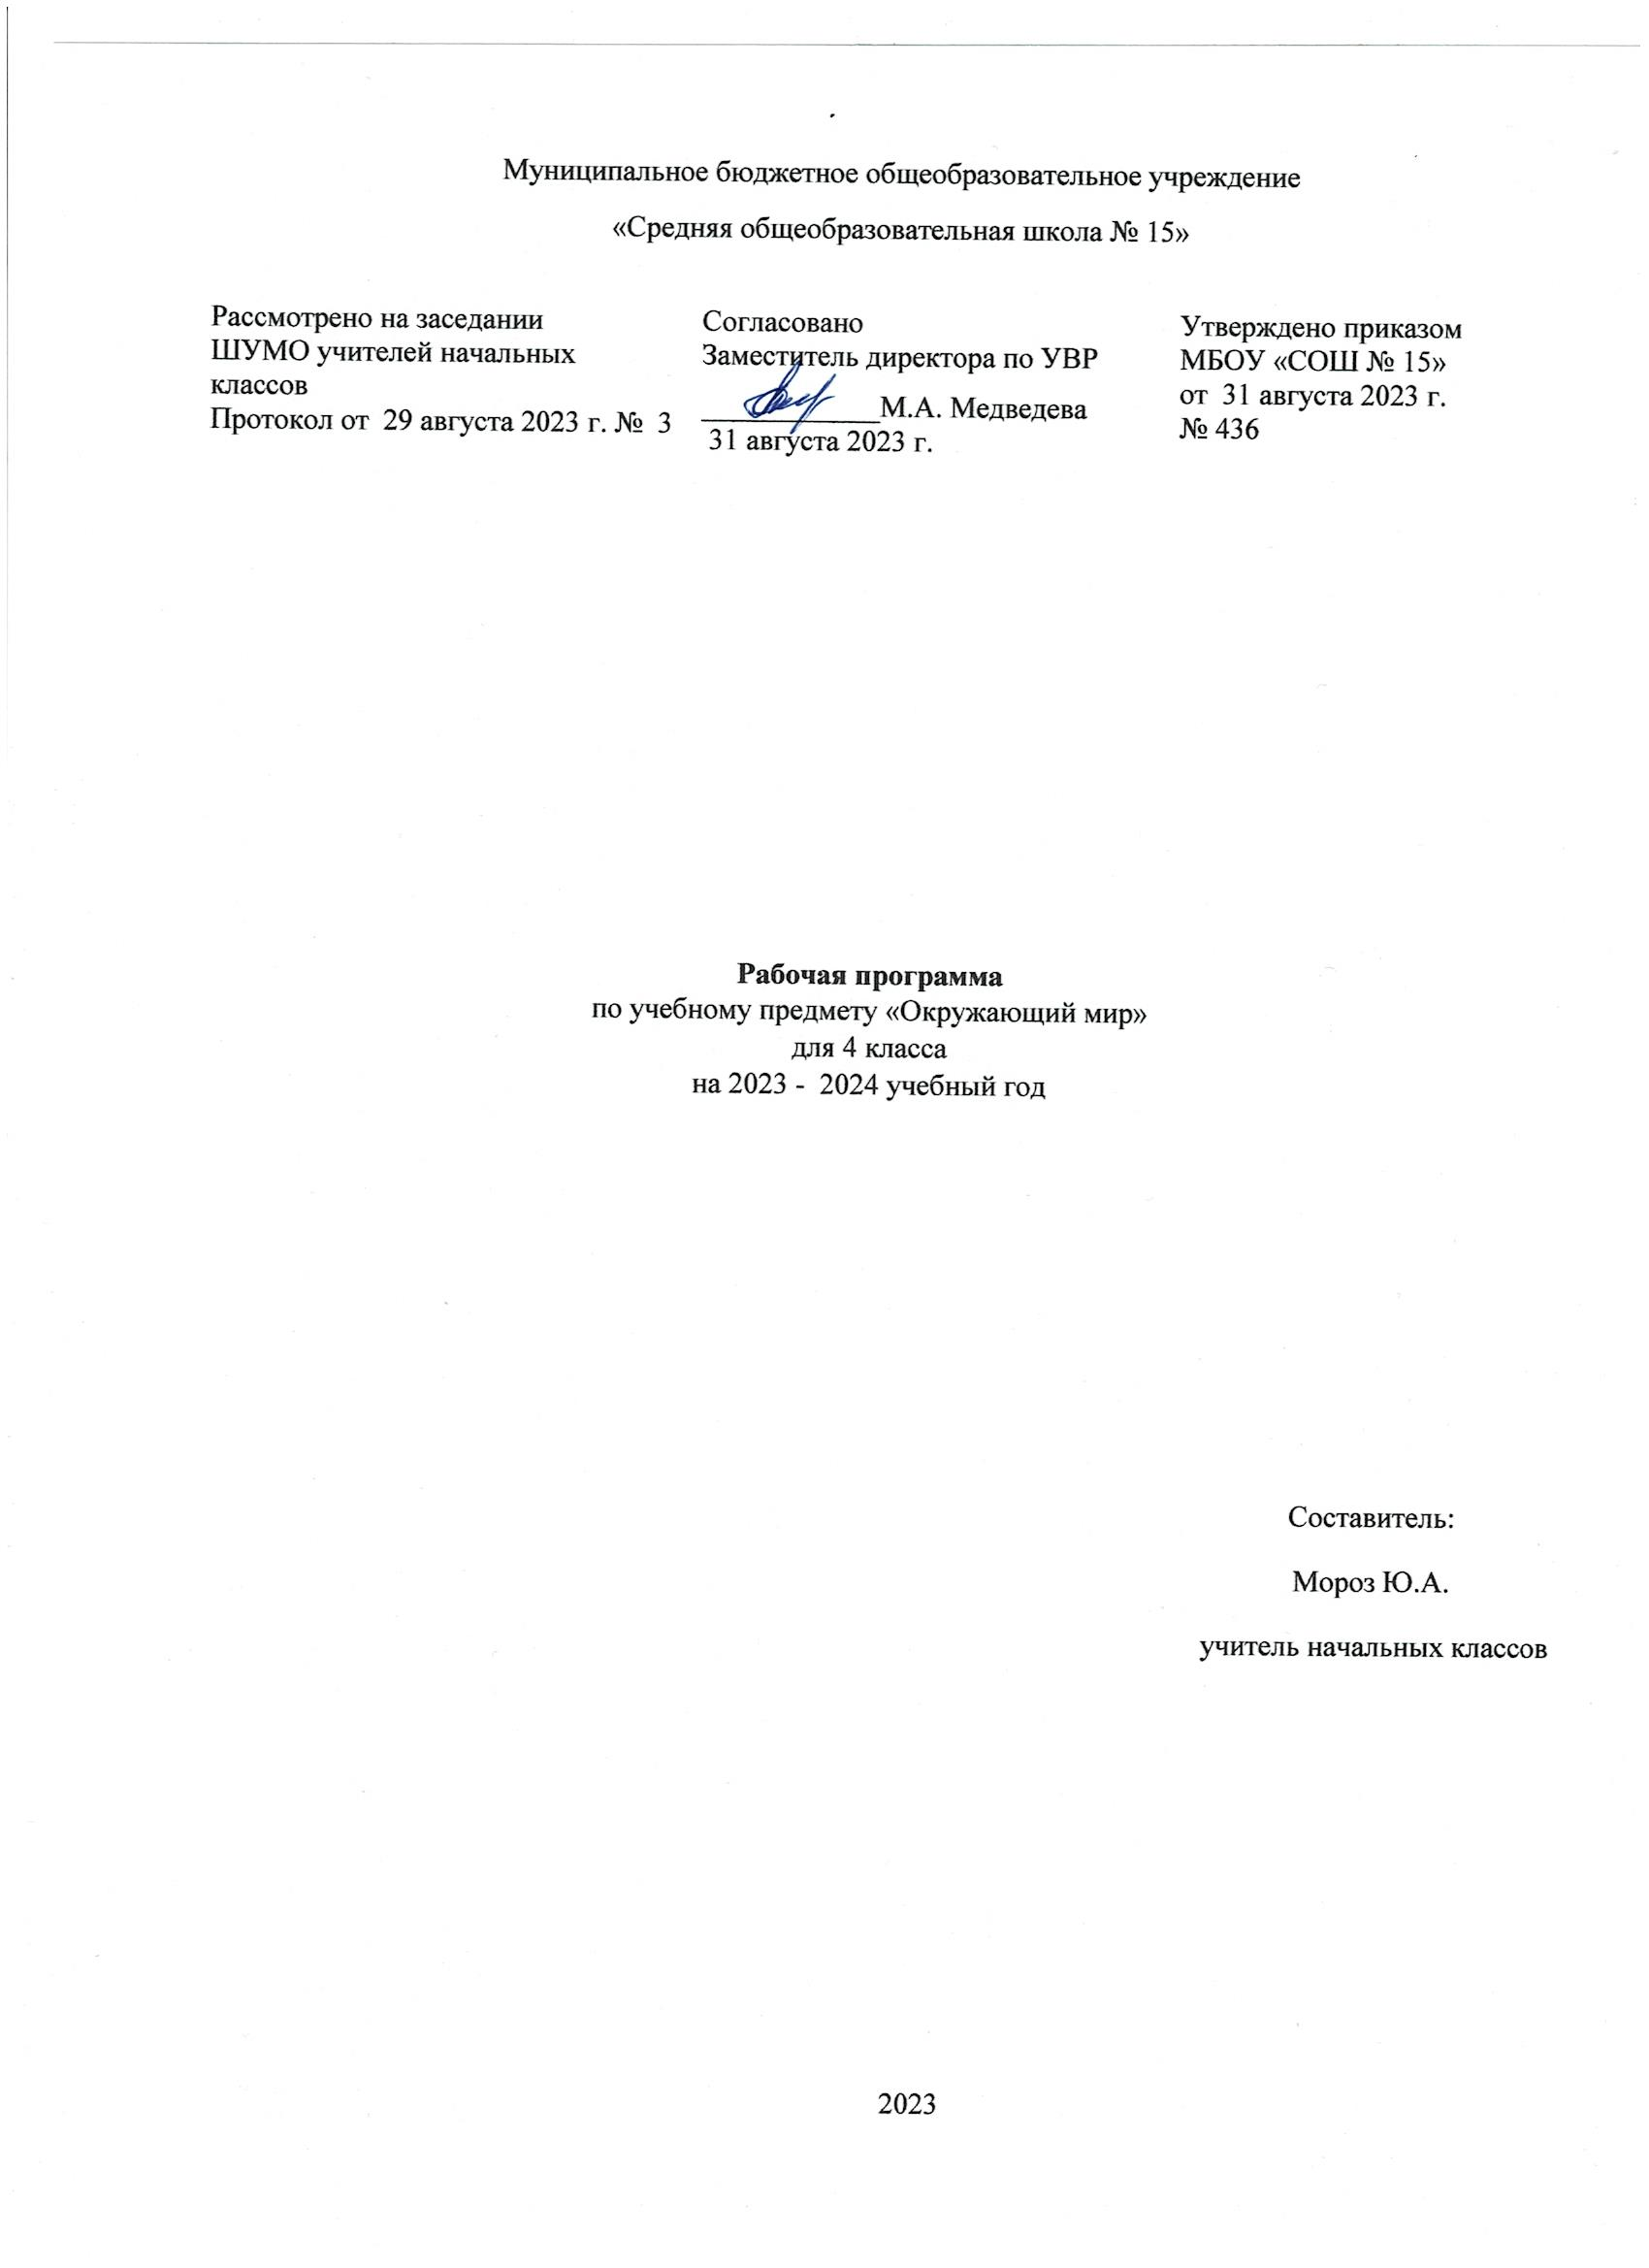 Муниципальное бюджетное общеобразовательное учреждение
«Средняя общеобразовательная школа № 15»
Рассмотрено на заседании
ШУМО учителей начальных
классов
Протокол от 29 августа 2023 г. № 3
Согласовано
Заместитель директора по УВР
____________М.А. Медведева
31 августа 2023 г.
Утверждено приказом
МБОУ «СОШ № 15»
от 31 августа 2023 г.
№ 436
Рабочая программа
по учебному предмету «Окружающий мир»
для 4 класса
на 2023 - 2024 учебный год
Составитель:
Мороз Ю.А.
учитель начальных классов
2023